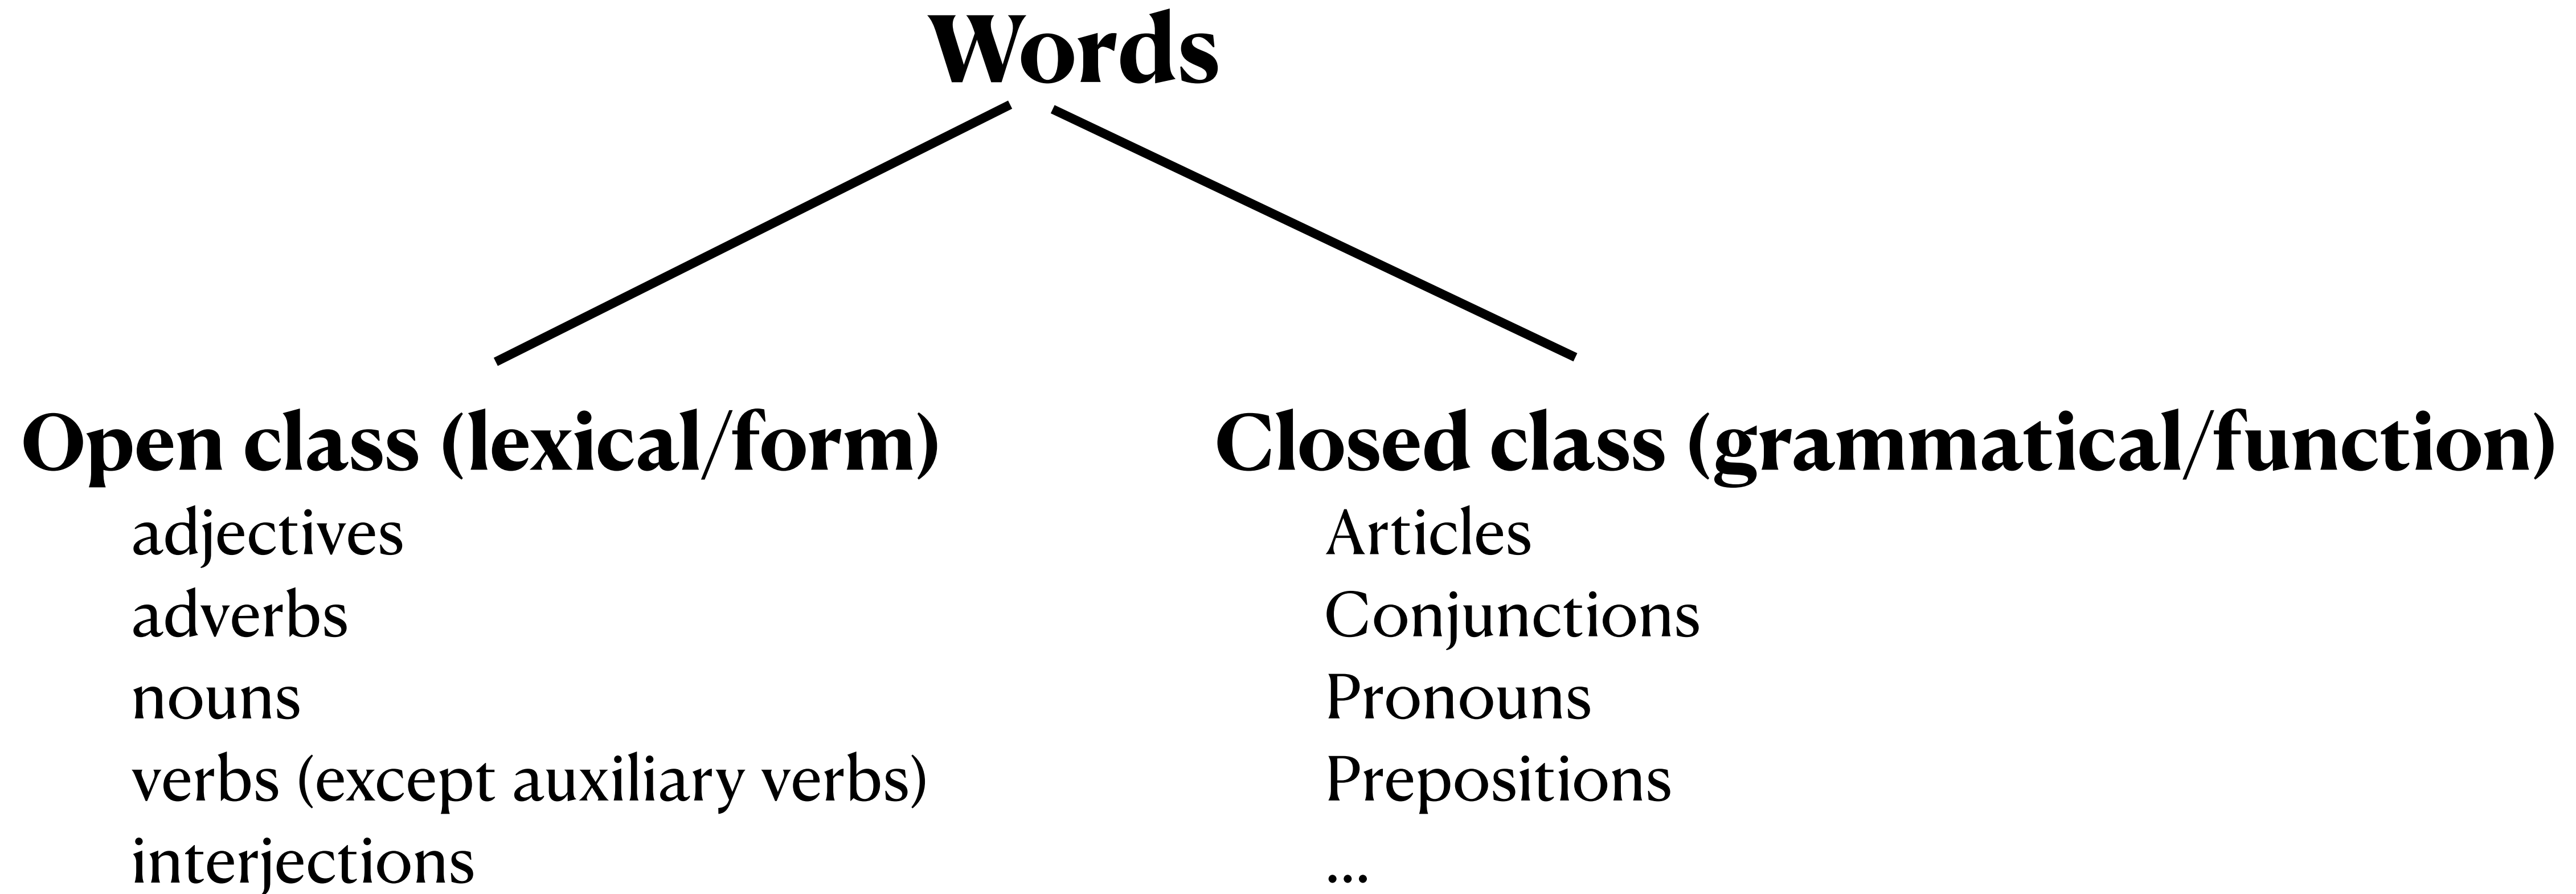 Words
Open class (lexical/form)
adjectives
adverbs
nouns
verbs (except auxiliary verbs)
interjections
Closed class (grammatical/function)
Articles
Conjunctions
Pronouns
Prepositions
...